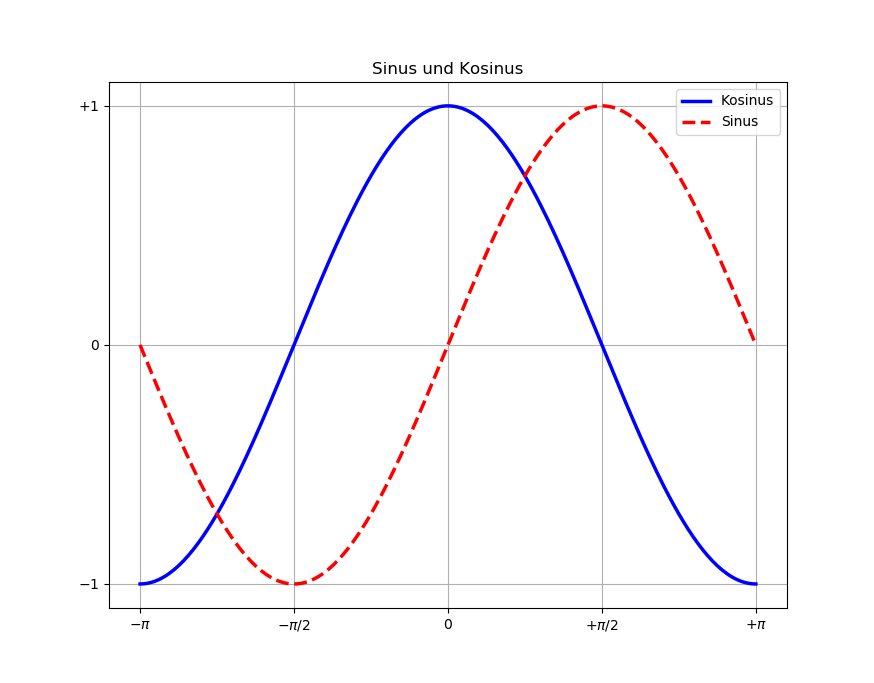 Sinus und Kosinus
Kosinus
Sinus
+1
0
−1
−π
−π/2
0
+π/2
+π